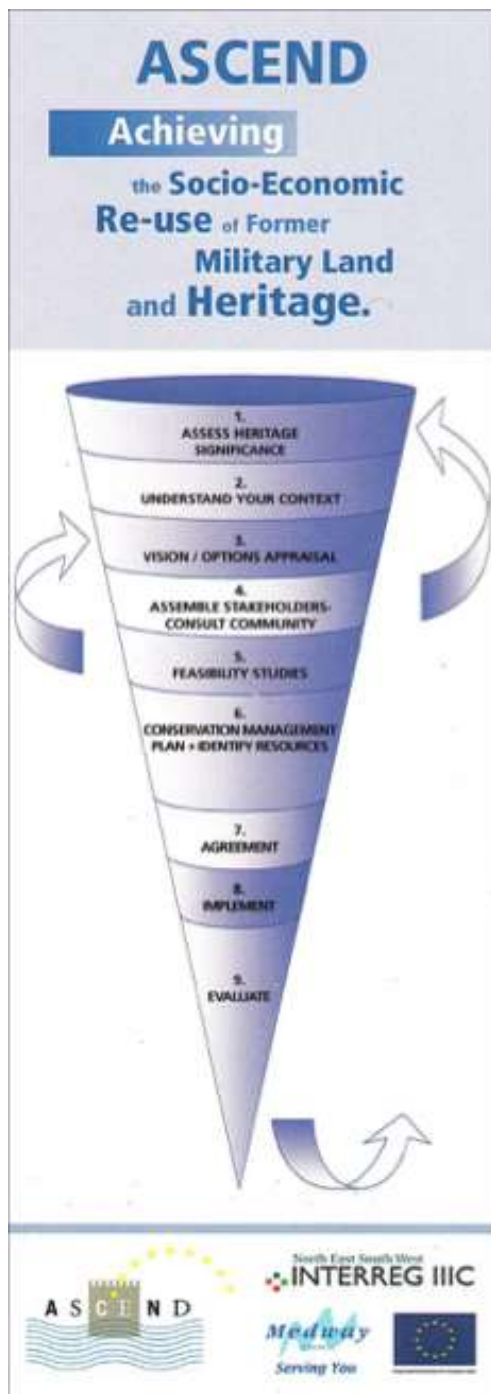 ASCEND
Achieving
the Socio-Economic
Re-use of Former
Military Land
and Heritage.
1.
ASSESS HERITAGE
SIGNIFICANCE
2.
UNDERSTAND YOUR CONTEXT
3.
VISION / OPTIONS APPRAISAL
4.
ASSEMBLE STAKEHOLDERS-
CONSULT COMMUNITY
5.
FEASIBILITY STUDIES
6.
CONSERVATION MANAGEMENT
PLAN + IDENTIFY RESOURCES
7.
AGREEMENT
8.
IMPLEMENT
9.
EVALUATE
ASCEND
North East South West
INTERREG IIIC
Medway
Serving You